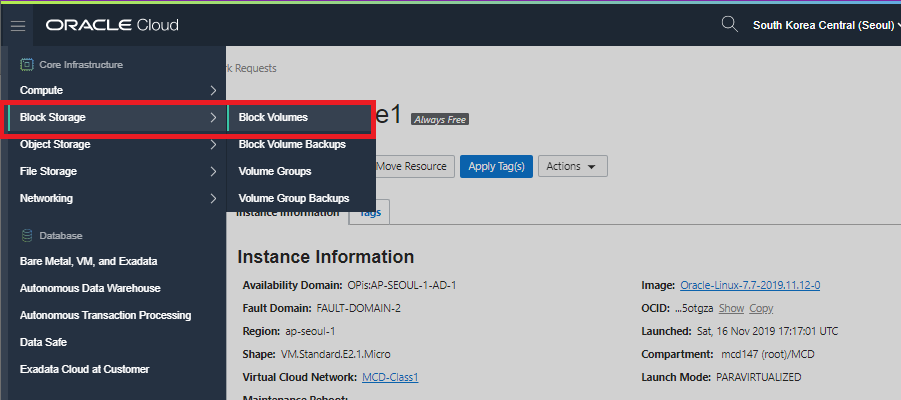 ORACLE Cloud
South Korea Central (Seoul)
Core Infrastructure
Compute
Block Storage
Object Storage
File Storage
Networking
Database
Bare Metal, VM, and Exadata
Autonomous Data Warehouse
Autonomous Transaction Processing
Data Safe
Exadata Cloud at Customer
Block Volumes
Block Volume Backups
Volume Groups
Volume Group Backups
rk Requests
e1 Always Free
Move Resource Apply Tag(s) Actions
Instance Information Tags
Instance Information
Availability Domain: OPis:AP-SEOUL-1-AD-1
Fault Domain: FAULT-DOMAIN-2
Region: ap-seoul-1
Shape: VM.Standard.E2.1.Micro
Virtual Cloud Network: MCD-Class1
Maintenance Reboot:
Image: Oracle-Linux-7.7-2019.11.12-0
OCID: ...5otgza Show Copy
Launched: Sat, 16 Nov 2019 17:17:01 UTC
Compartment: mcd147 (root)/MCD
Launch Mode: PARAVIRTUALIZED